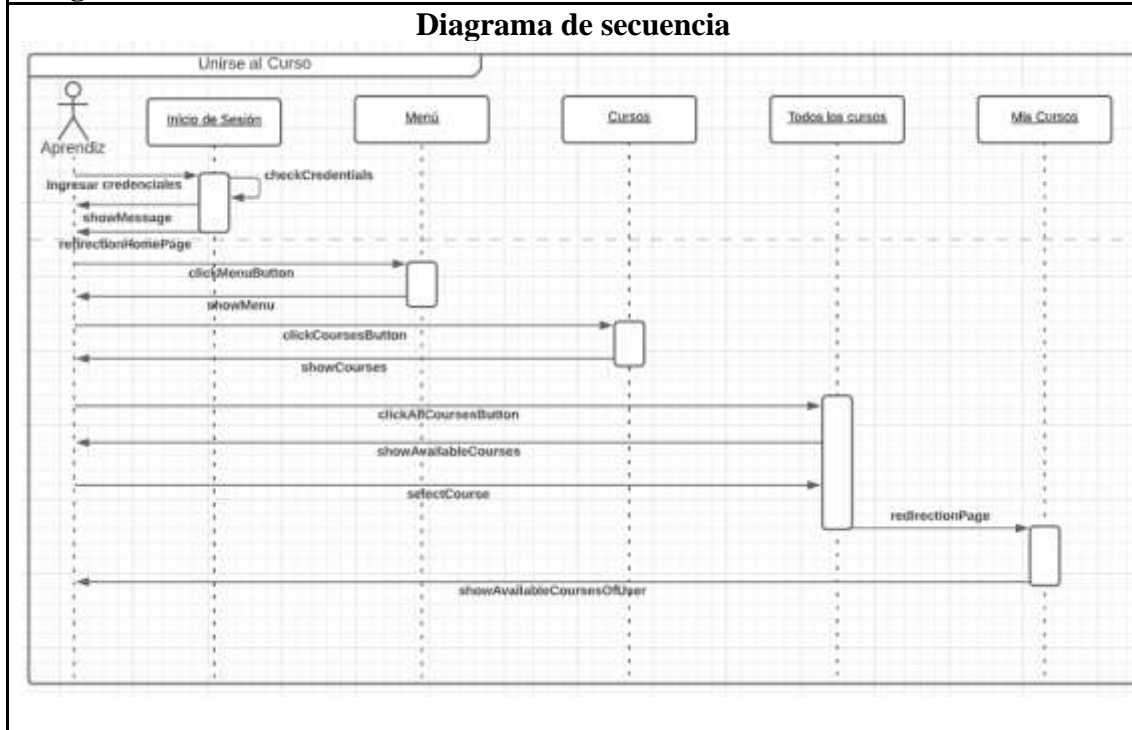 Diagrama de secuencia
Unirse al Curso
Inicio de Sesión
Menú
Cursos
Todos los cursos
Mis Cursos
Aprendiz
checkCredentials
Ingresar credenciales
showMessage
redirectionHomePage
clickMenuButton
showMenu
clickCoursesButton
showCourses
clickAllCoursesButton
showAvailableCourses
selectCourse
redirectionPage
showAvailableCoursesOfUser